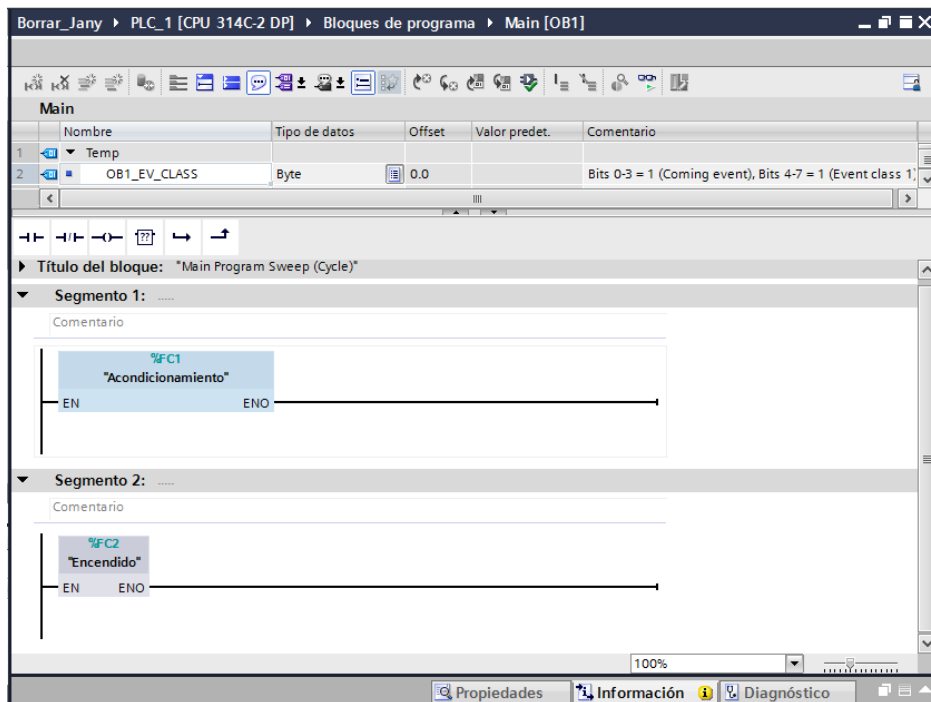 Borrar_Jany ▸ PLC_1 [CPU 314C-2 DP] ▸ Bloques de programa ▸ Main [OB1]
Main
Nombre Tipo de datos Offset Valor predet. Comentario
1 Temp
2 OB1_EV_CLASS Byte 0.0 Bits 0-3 = 1 (Coming event), Bits 4-7 = 1 (Event class 1)
??
Título del bloque: "Main Program Sweep (Cycle)"
Segmento 1: .....
Comentario
%FC1
"Acondicionamiento"
EN ENO
Segmento 2: .....
Comentario
%FC2
"Encendido"
EN ENO
100%
Propiedades Información Diagnóstico